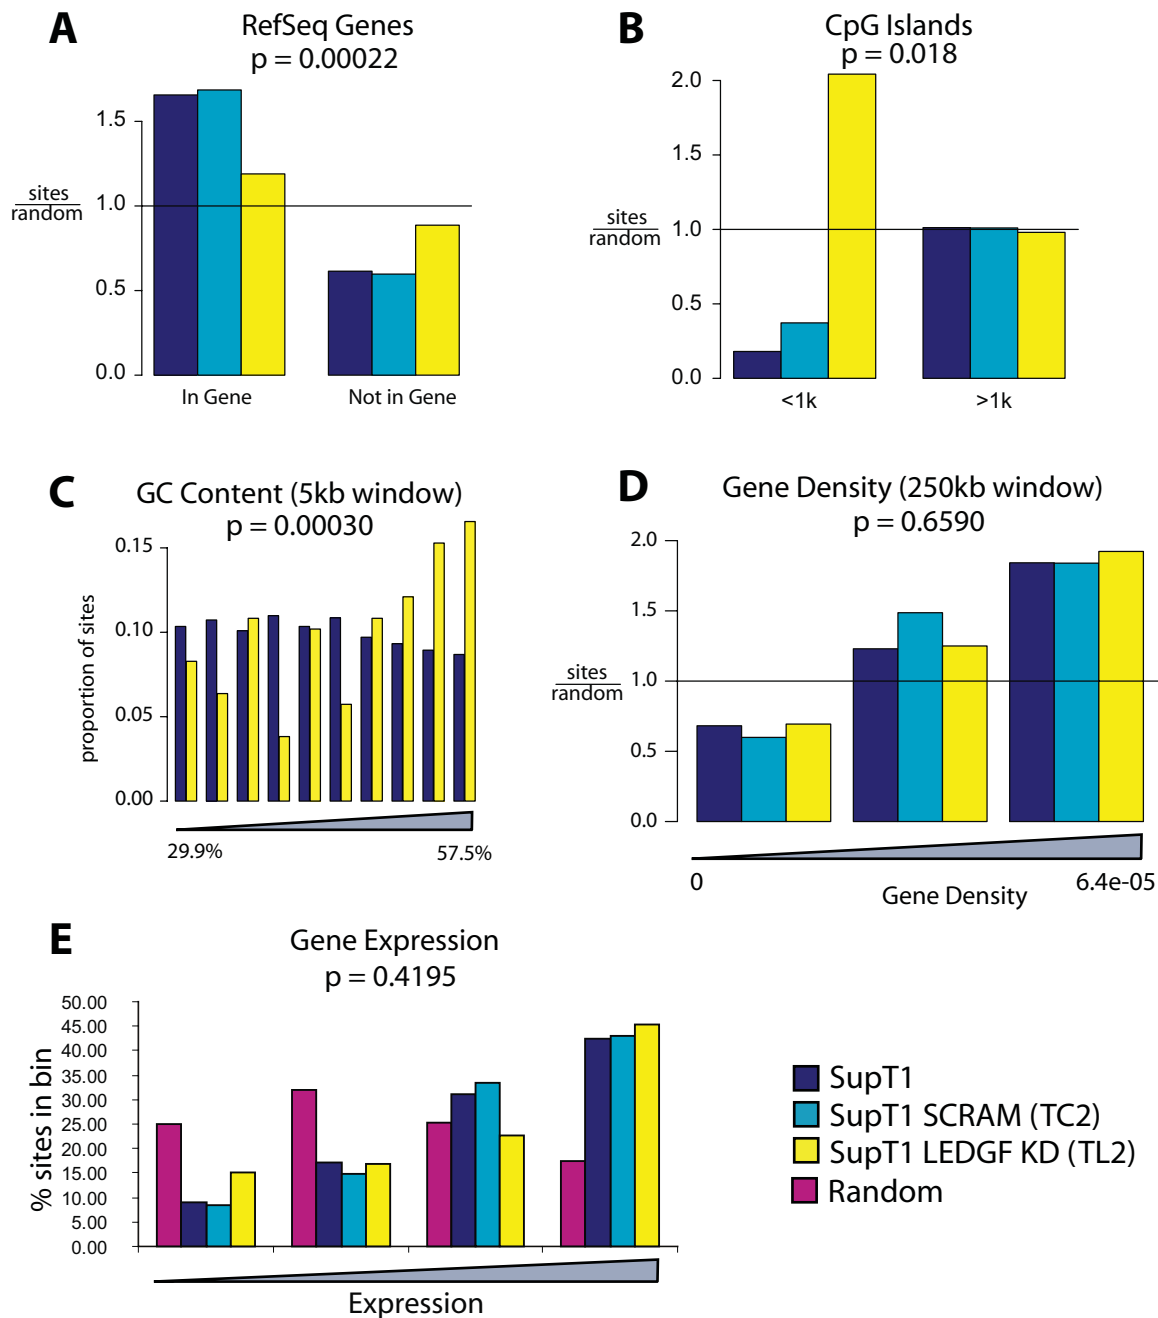 A
RefSeq Genes
p = 0.00022
sites
random
1.5
1.0
0.5
0.0
In Gene
Not in Gene
B
CpG Islands
p = 0.018
sites
random
2.0
1.5
1.0
0.5
0.0
<1k
>1k
C
GC Content (5kb window)
p = 0.00030
proportion of sites
0.15
0.10
0.05
0.00
29.9%
57.5%
D
Gene Density (250kb window)
p = 0.6590
sites
random
2.0
1.5
1.0
0.5
0.0
0
6.4e-05
Gene Density
E
Gene Expression
p = 0.4195
% sites in bin
50.00
45.00
40.00
35.00
30.00
25.00
20.00
15.00
10.00
5.00
0.00
Expression
SupT1
SupT1 SCRAM (TC2)
SupT1 LEDGF KD (TL2)
Random